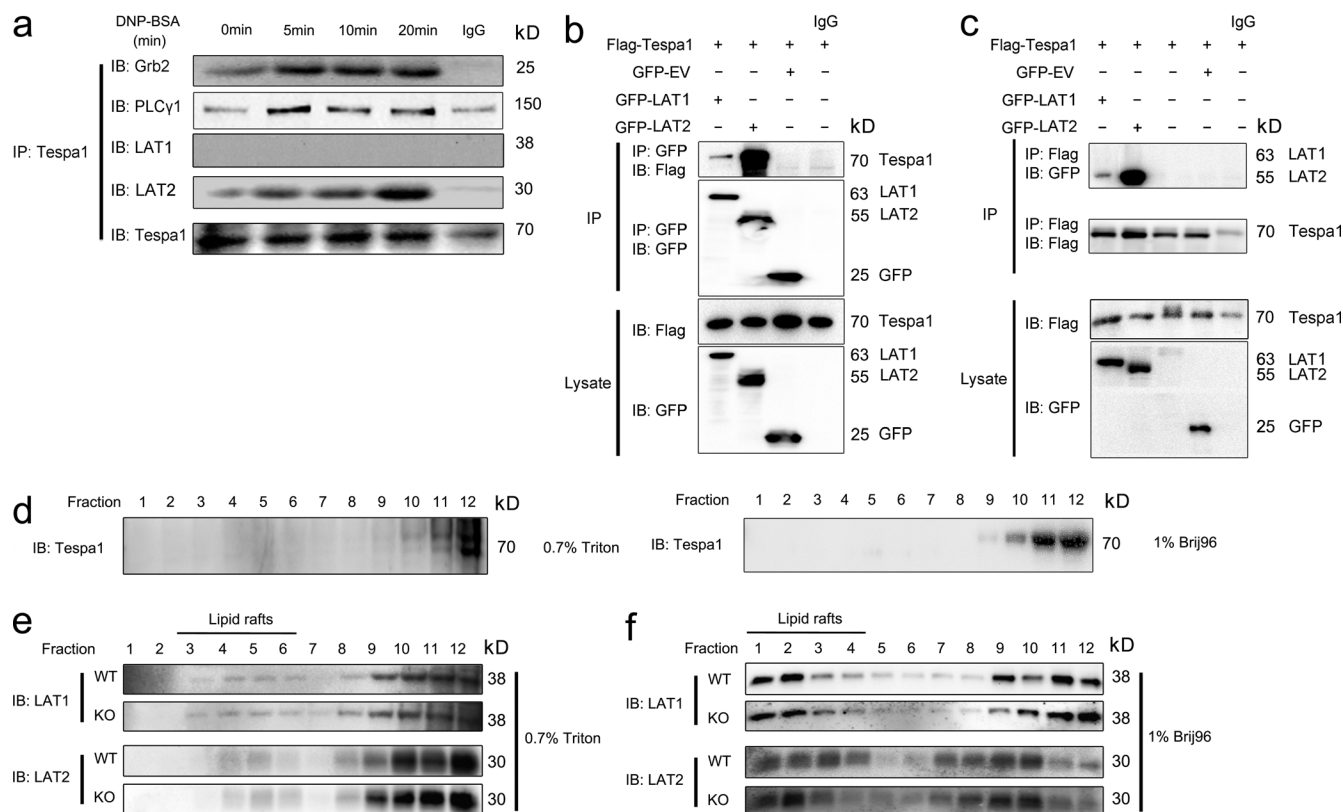 a
DNP-BSA
(min)
0min 5min 10min 20min IgG kD
IP: Tespa1
IB: Grb2 25
IB: PLCγ1 150
IB: LAT1 38
IB: LAT2 30
IB: Tespa1 70
b
IgG
Flag-Tespa1 + + + +
GFP-EV − − + −
GFP-LAT1 + − − −
GFP-LAT2 − + − − kD
IP
IP: GFP
IB: Flag
70 Tespa1
IP: GFP
IB: GFP
63 LAT1
55 LAT2
25 GFP
Lysate
IB: Flag 70 Tespa1
IB: GFP
63 LAT1
55 LAT2
25 GFP
c
IgG
Flag-Tespa1 + + + + +
GFP-EV − − − + −
GFP-LAT1 + − − − −
GFP-LAT2 − + − − − kD
IP
IP: Flag
IB: GFP
63 LAT1
55 LAT2
IP: Flag
IB: Flag
70 Tespa1
Lysate
IB: Flag 70 Tespa1
IB: GFP
63 LAT1
55 LAT2
25 GFP
d
Fraction 1 2 3 4 5 6 7 8 9 10 11 12 kD
IB: Tespa1 70 0.7% Triton
Fraction 1 2 3 4 5 6 7 8 9 10 11 12 kD
IB: Tespa1 70 1% Brij96
e
Lipid rafts
Fraction 1 2 3 4 5 6 7 8 9 10 11 12 kD
IB: LAT1
WT 38
KO 38
IB: LAT2
WT 30
KO 30
0.7% Triton
f
Lipid rafts
Fraction 1 2 3 4 5 6 7 8 9 10 11 12 kD
IB: LAT1
WT 38
KO 38
IB: LAT2
WT 30
KO 30
1% Brij96